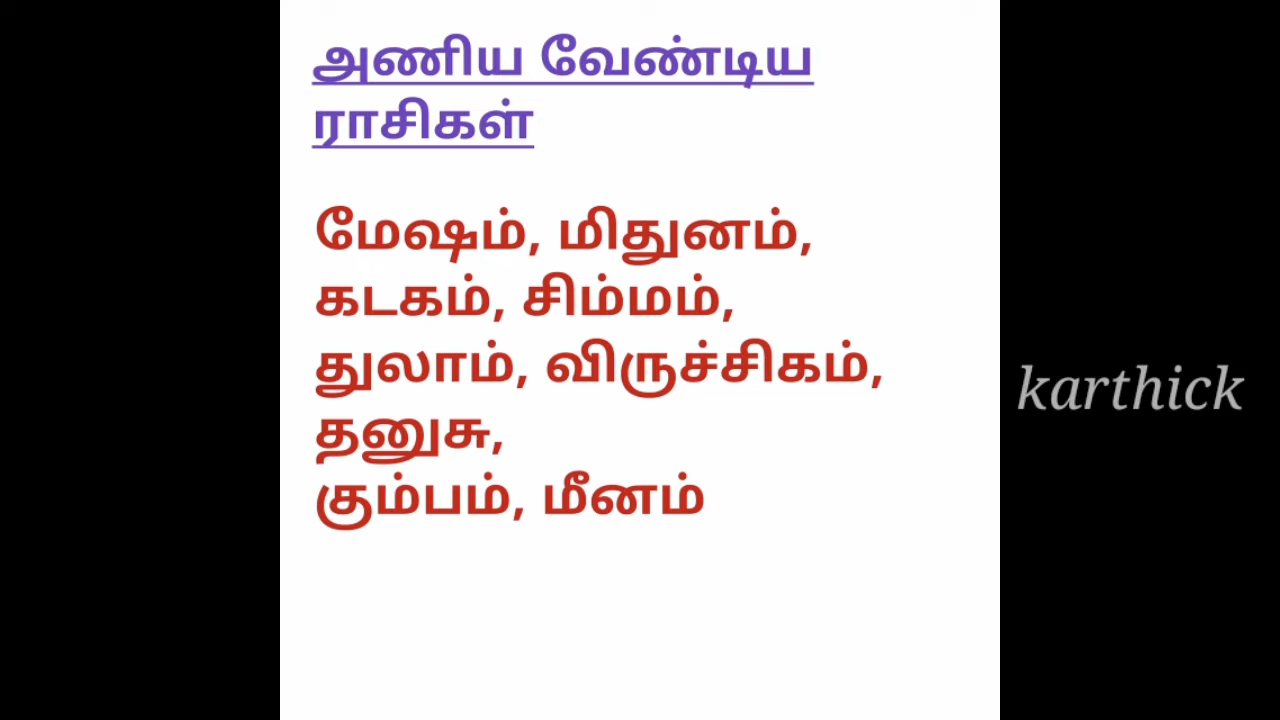 அணிய வேண்டிய
ராசிகள்
மேஷம், மிதுனம்,
கடகம், சிம்மம்,
துலாம், விருச்சிகம்,
தனுசு,
கும்பம், மீனம்
karthick